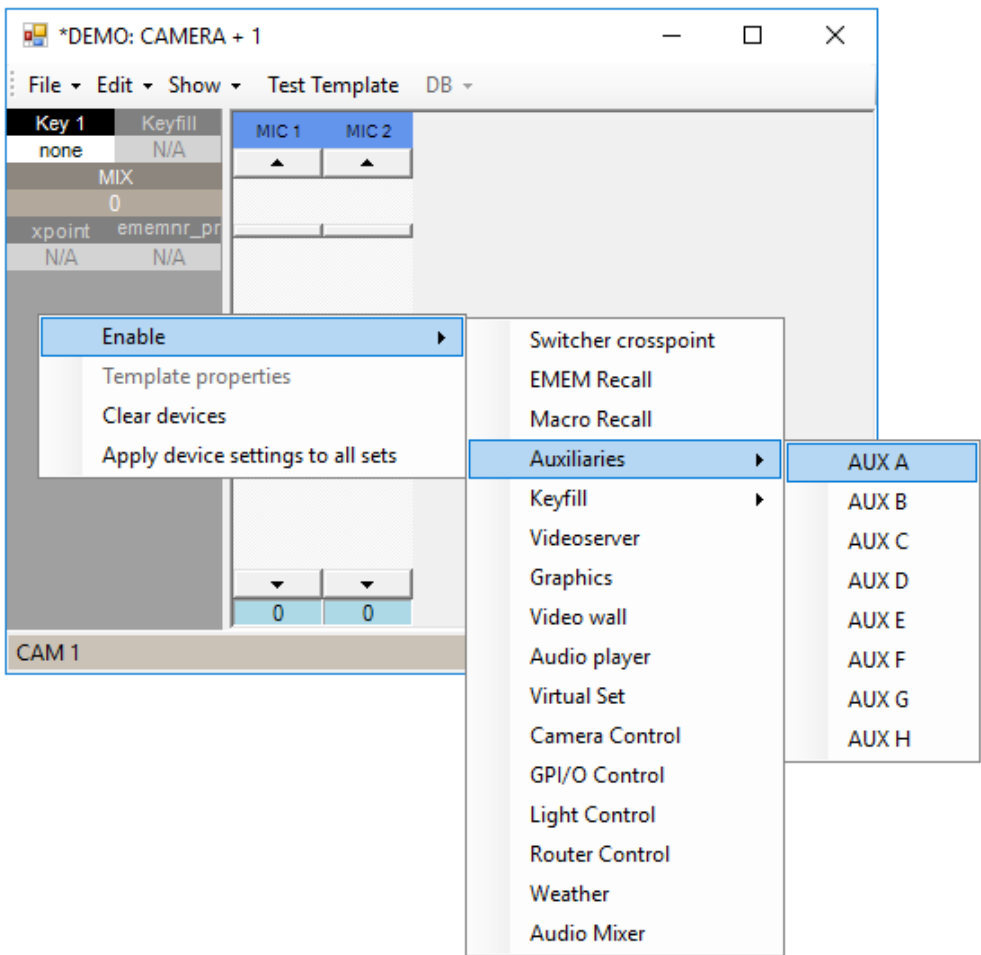 *DEMO: CAMERA + 1
File Edit Show Test Template DB
Key 1 Keyfill MIC 1 MIC 2
none N/A
MIX
0
xpoint ememnr_pr
N/A N/A
Enable
Template properties
Clear devices
Apply device settings to all sets
Switcher crosspoint
EMEM Recall
Macro Recall
Auxiliaries
Keyfill
Videoserver
Graphics
Video wall
Audio player
Virtual Set
Camera Control
GPI/O Control
Light Control
Router Control
Weather
Audio Mixer
AUX A
AUX B
AUX C
AUX D
AUX E
AUX F
AUX G
AUX H
0 0
CAM 1